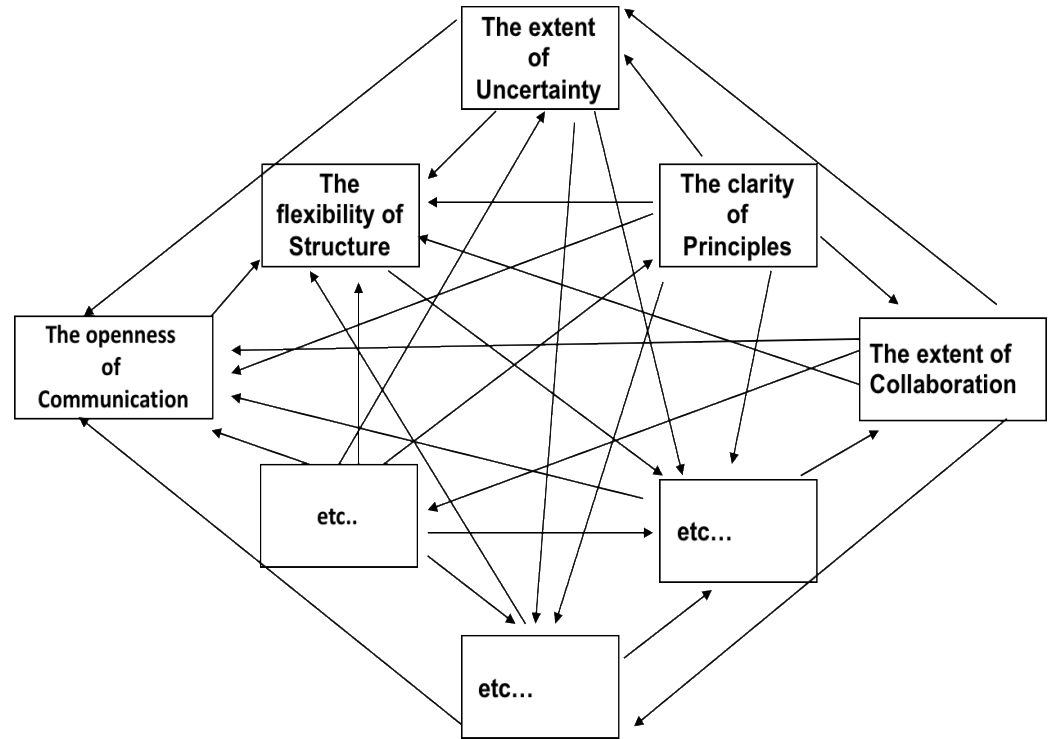 The extent
of
Uncertainty
The
flexibility of
Structure
The clarity
of
Principles
The openness
of
Communication
The extent of
Collaboration
etc..
etc…
etc…